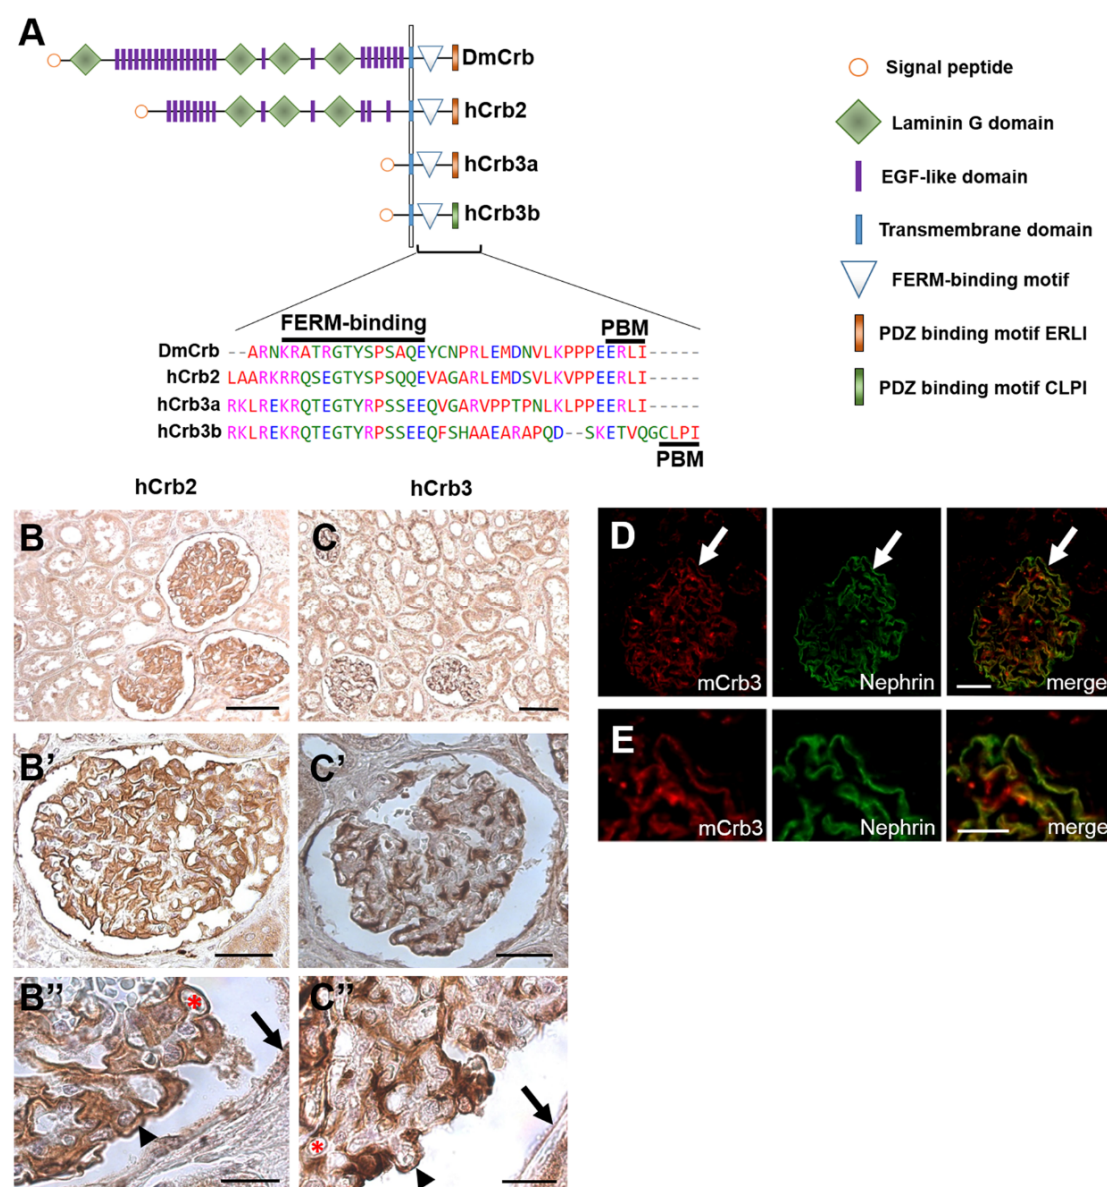 A
DmCrb
hCrb2
hCrb3a
hCrb3b
Signal peptide
Laminin G domain
EGF-like domain
Transmembrane domain
FERM-binding motif
PDZ binding motif ERLI
PDZ binding motif CLPI
FERM-binding PBM
DmCrb --ARNKRATRGTYSPSAQEYCNPRLEMDNVLKPPPEERLI-----
hCrb2 LAARKRRQSEGTYSPSQQEVAGARLEMDSVLKVPPEERLI-----
hCrb3a RKLREKRQTEGTYRPSSEEQVGARVPPTPNLKLPPEERLI-----
hCrb3b RKLREKRQTEGTYRPSSEEQFSHAAEARAPQD--SKETVQGCLPI
PBM
hCrb2 hCrb3
B
C
B'
C'
B''
*
C''
*
D
mCrb3 Nephrin merge
E
mCrb3 Nephrin merge